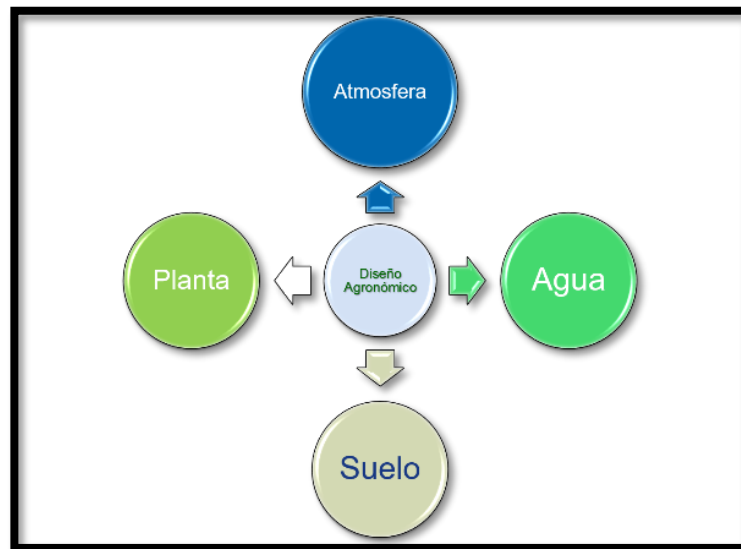 Atmosfera
Planta
Diseño
Agronómico
Agua
Suelo